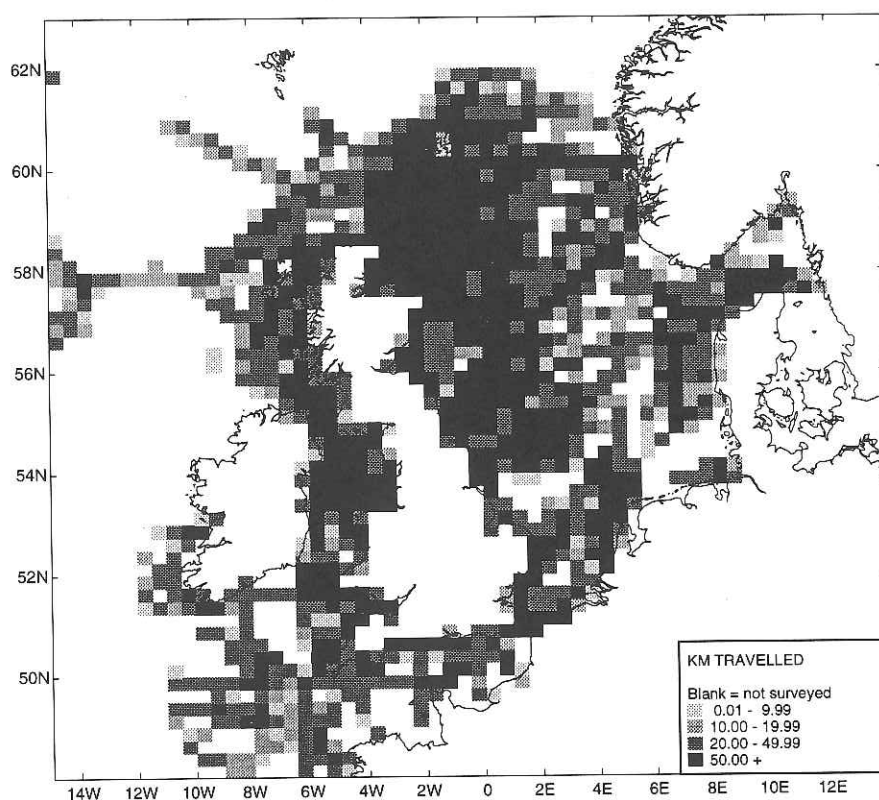 62N
60N
58N
56N
54N
52N
50N
KM TRAVELLED
Blank = not surveyed
0.01 - 9.99
10.00 - 19.99
20.00 - 49.99
50.00 +
14W 12W 10W 8W 6W 4W 2W 0 2E 4E 6E 8E 10E 12E